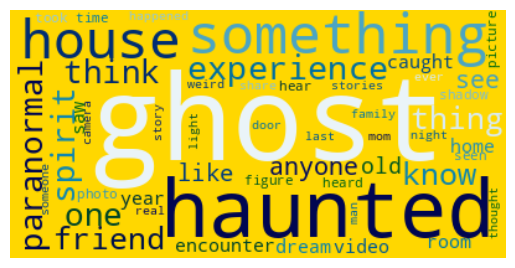 took time happened
house something picture
think experience caught see
paranormal spirit saw camera weird share hear stories ever shadow
ghost thing
someone story light door family last mom night seen home
like anyone old know
photo year figure heard
one real haunted man thought
friend encounter dream video room